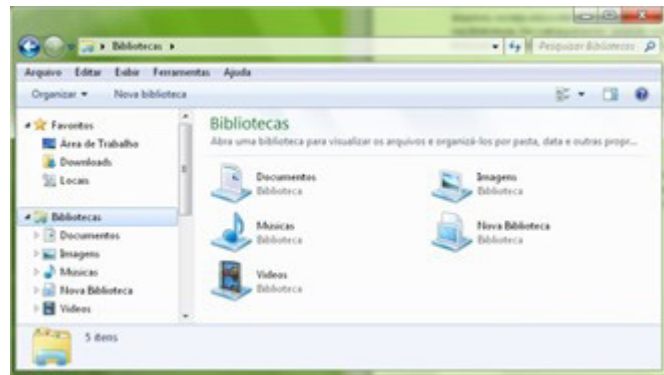 Bibliotecas
Pesquisar Bibliotecas
Arquivo Editar Exibir Ferramentas Ajuda
Organizar Nova biblioteca
Favoritos
Área de Trabalho
Downloads
Locais
Bibliotecas
Documentos
Imagens
Músicas
Nova Biblioteca
Vídeos
Bibliotecas
Abra uma biblioteca para visualizar os arquivos e organizá-los por pasta, data e outras propr...
Documentos
Biblioteca
Imagens
Biblioteca
Músicas
Biblioteca
Nova Biblioteca
Biblioteca
Vídeos
Biblioteca
5 itens